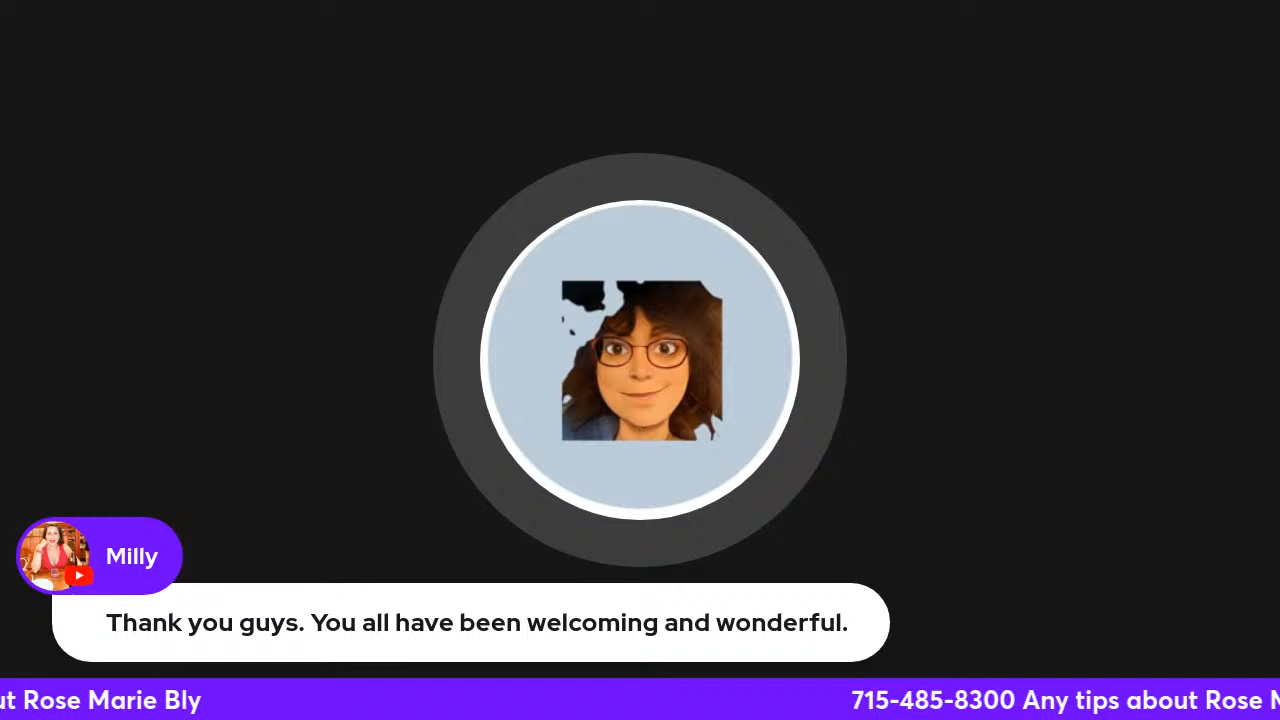 Milly
Thank you guys. You all have been welcoming and wonderful.
ut Rose Marie Bly 715-485-8300 Any tips about Rose M